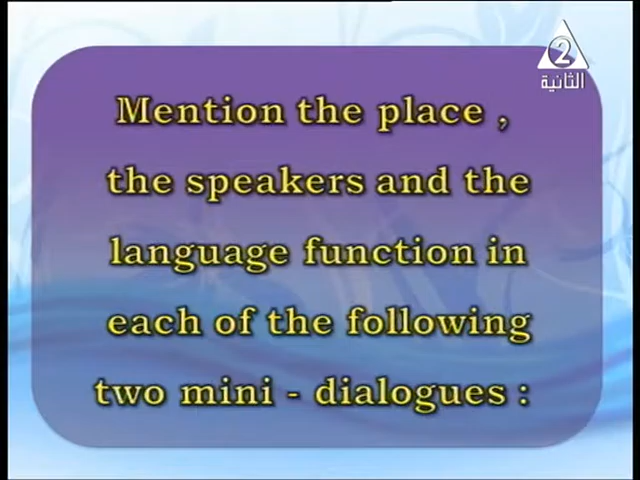 2
الثانية
Mention the place ,
the speakers and the
language function in
each of the following
two mini - dialogues :